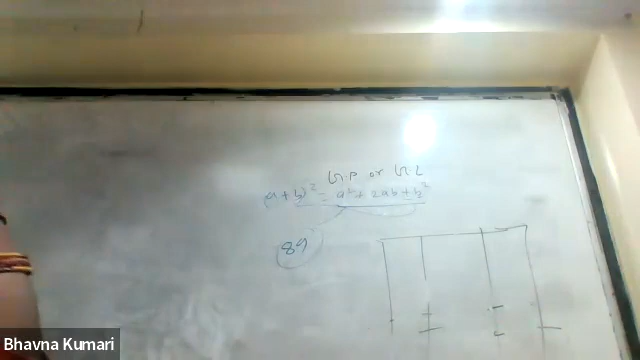 (a+b)² = a²+2ab+b²
89
Bhavna Kumari